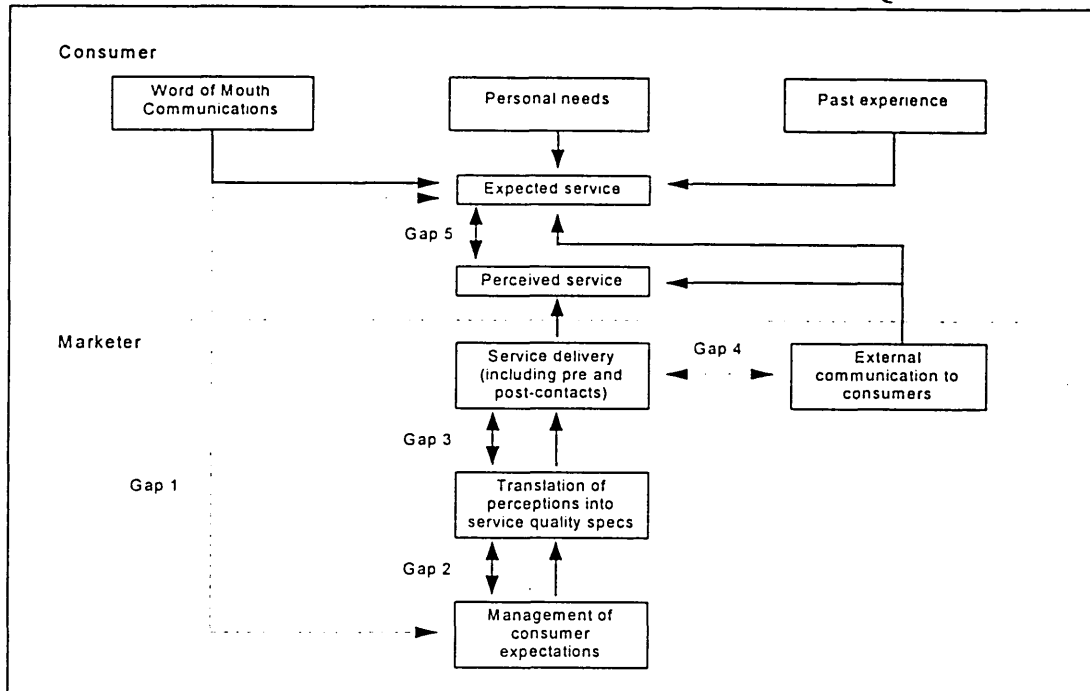 Consumer
Word of Mouth
Communications
Personal needs
Past experience
Expected service
Gap 5
Perceived service
Marketer
Service delivery
(including pre and
post-contacts)
Gap 4
External
communication to
consumers
Gap 3
Gap 1
Translation of
perceptions into
service quality specs
Gap 2
Management of
consumer
expectations